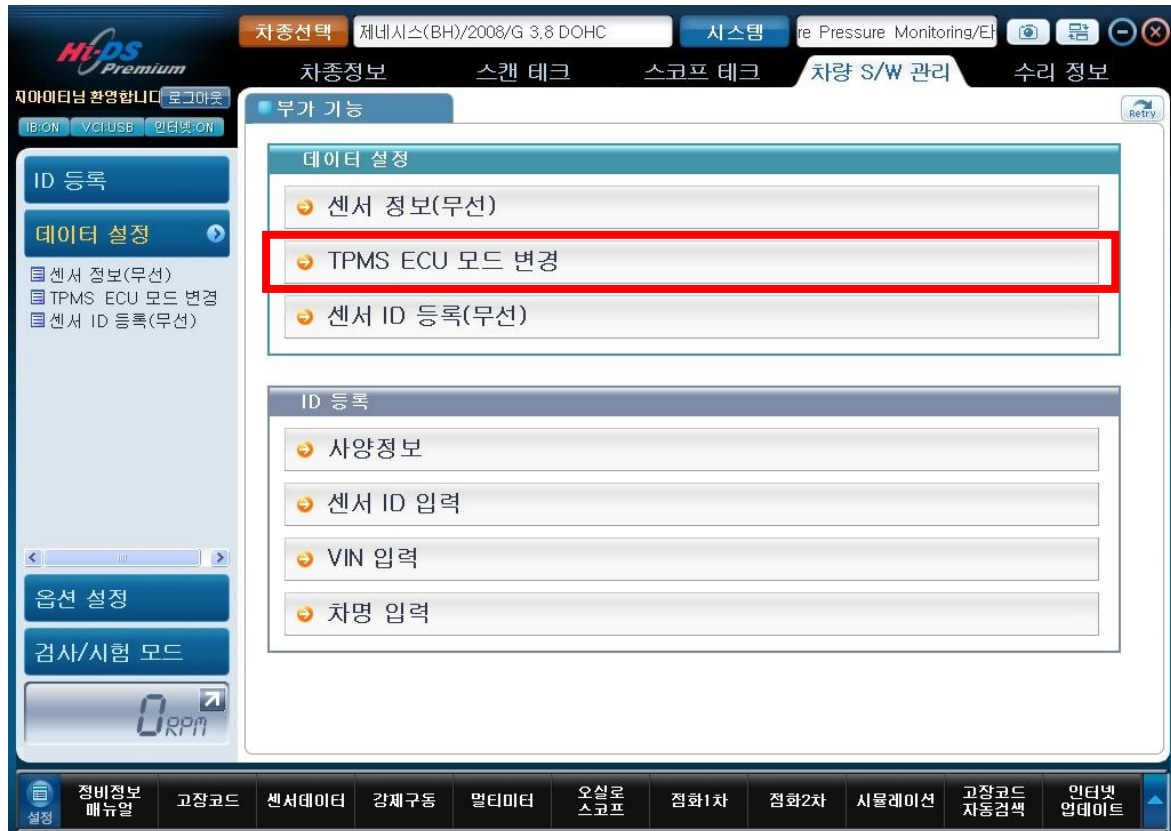 Hi-DS Premium
차종선택 제네시스(BH)/2008/G 3,8 DOHC 시스템 re Pressure Monitoring/Et
차종정보 스캔 테크 스코프 테크 차량 S/W 관리 수리 정보
지아이티님 환영합니다 로그아웃
IB:ON VCI:USB 인터넷:ON
부가 기능
Retry
ID 등록
데이터 설정
센서 정보(무선)
TPMS ECU 모드 변경
센서 ID 등록(무선)
옵션 설정
검사/시험 모드
0 RPM
데이터 설정
센서 정보(무선)
TPMS ECU 모드 변경
센서 ID 등록(무선)
ID 등록
사양정보
센서 ID 입력
VIN 입력
차명 입력
설정
정비정보
매뉴얼
고장코드
센서데이터
강제구동
멀티미터
오실로
스코프
점화1차
점화2차
시뮬레이션
고장코드
자동검색
인터넷
업데이트